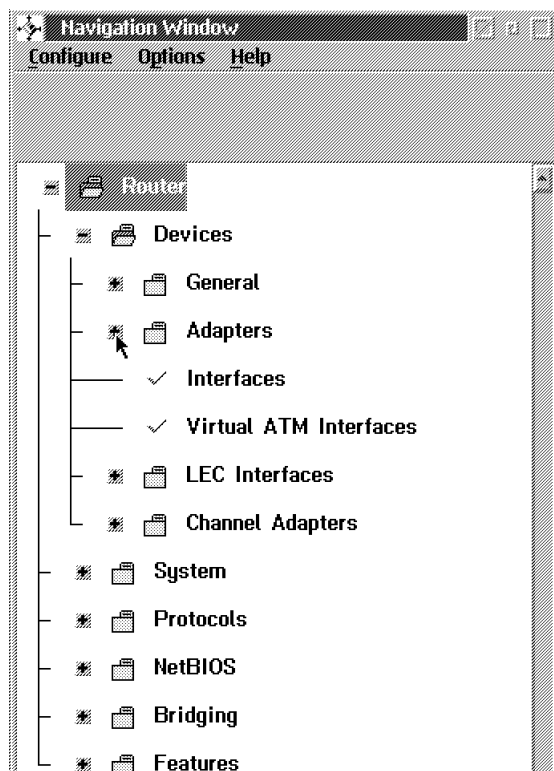 Navigation Window
Configure Options Help
Router
Devices
General
Adapters
Interfaces
Virtual ATM Interfaces
LEC Interfaces
Channel Adapters
System
Protocols
NetBIOS
Bridging
Features